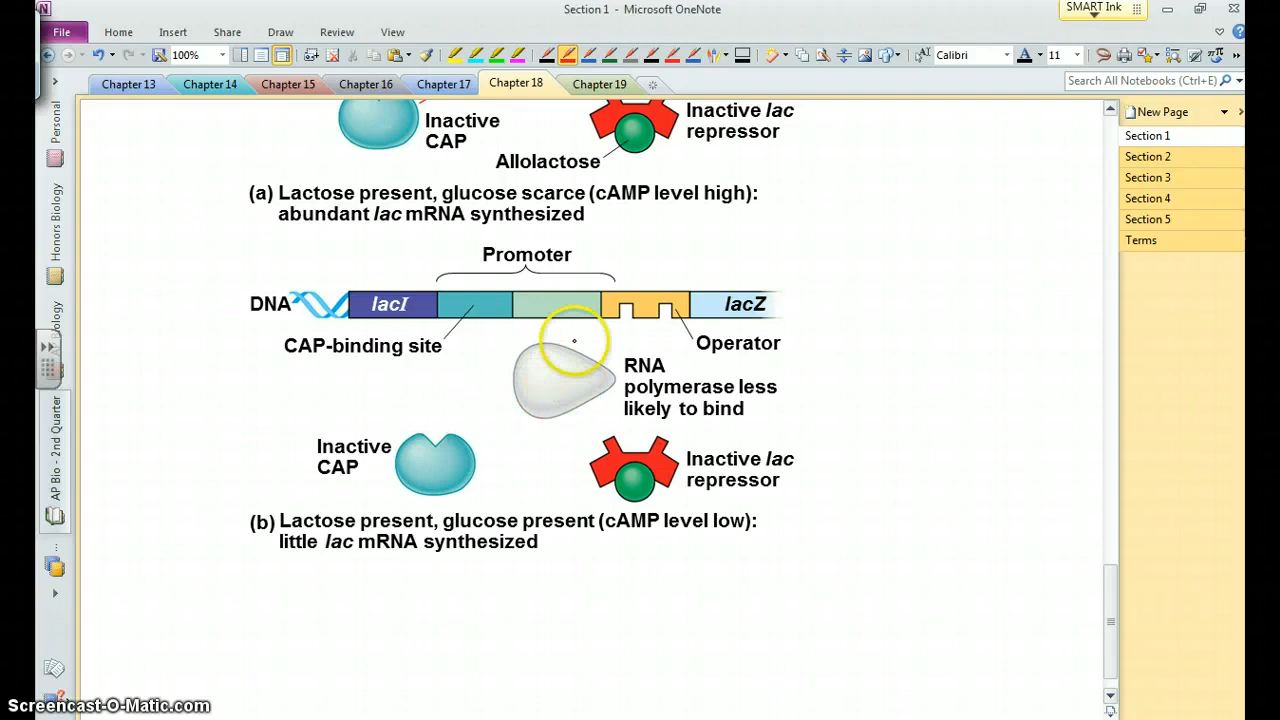 Section 1 - Microsoft OneNote
SMART Ink
File Home Insert Share Draw Review View
100%
Calibri
11
Chapter 13
Chapter 14
Chapter 15
Chapter 16
Chapter 17
Chapter 18
Chapter 19
Search All Notebooks (Ctrl+E)
New Page
Section 1
Section 2
Section 3
Section 4
Section 5
Terms
Personal
Honors Biology
AP Bio - 2nd Quarter
Inactive
CAP
Inactive lac
repressor
Allolactose
(a) Lactose present, glucose scarce (cAMP level high):
abundant lac mRNA synthesized
Promoter
DNA
lacI
lacZ
CAP-binding site
Operator
RNA
polymerase less
likely to bind
Inactive
CAP
Inactive lac
repressor
(b) Lactose present, glucose present (cAMP level low):
little lac mRNA synthesized
Screencast-O-Matic.com